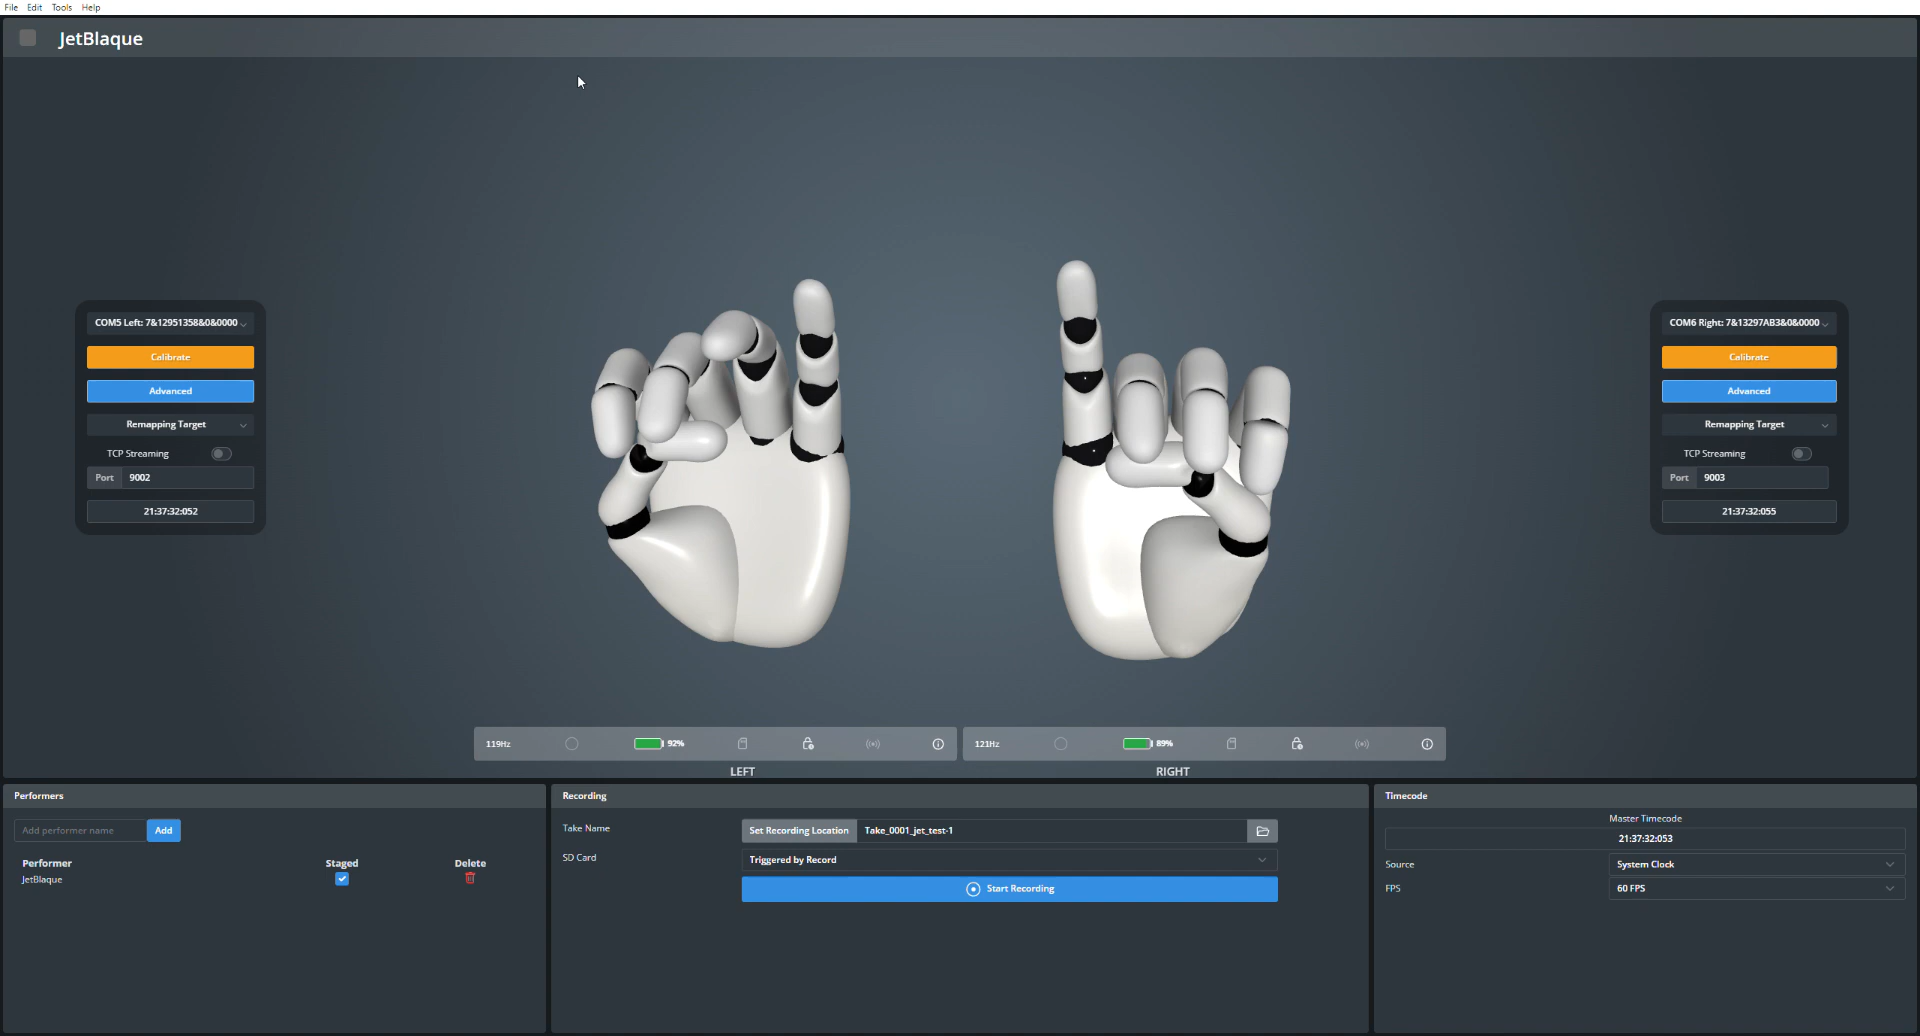 File Edit Tools Help
JetBlaque
COM5 Left: 7&12951358&0&0000
Calibrate
Advanced
Remapping Target
TCP Streaming
Port 9002
21:37:32:052
COM6 Right: 7&13297AB3&0&0000
Calibrate
Advanced
Remapping Target
TCP Streaming
Port 9003
21:37:32:055
119Hz 92%
LEFT
121Hz 89%
RIGHT
Performers
Add performer name Add
Performer Staged Delete
JetBlaque
Recording
Take Name Set Recording Location Take_0001_jet_test-1
SD Card Triggered by Record
Start Recording
Timecode
Master Timecode
21:37:32:053
Source System Clock
FPS 60 FPS